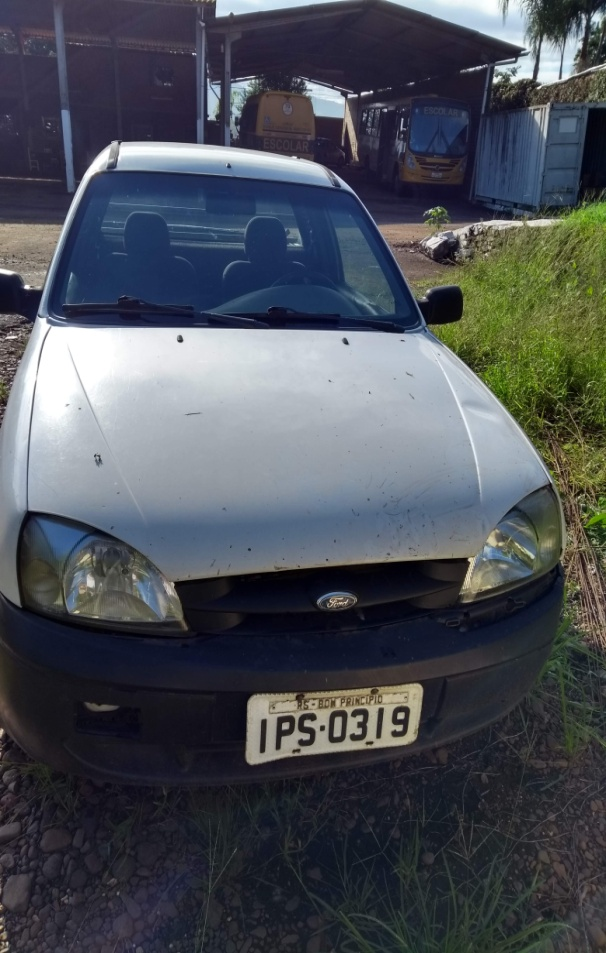 ESCOLAR
ESCOLAR
Ford
RS - BOM PRINCIPIO
IPS·0319